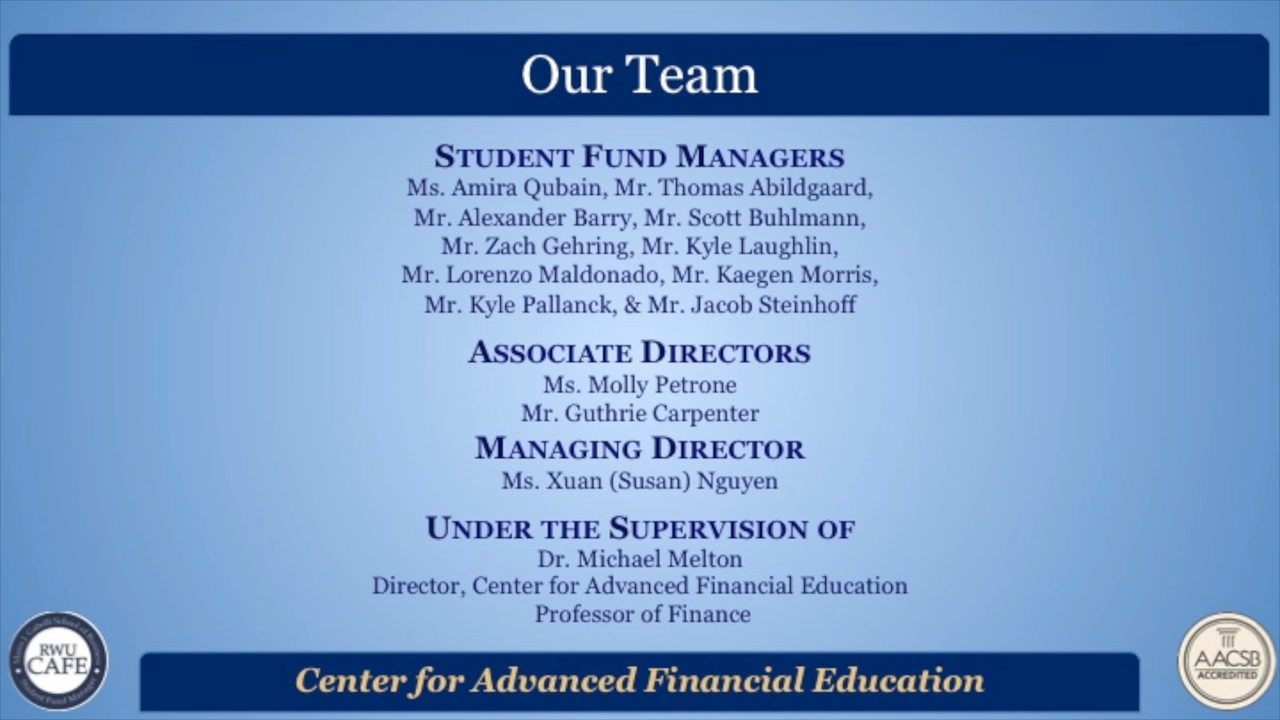 Our Team
STUDENT FUND MANAGERS
Ms. Amira Qubain, Mr. Thomas Abildgaard,
Mr. Alexander Barry, Mr. Scott Buhlmann,
Mr. Zach Gehring, Mr. Kyle Laughlin,
Mr. Lorenzo Maldonado, Mr. Kaegen Morris,
Mr. Kyle Pallanck, & Mr. Jacob Steinhoff
ASSOCIATE DIRECTORS
Ms. Molly Petrone
Mr. Guthrie Carpenter
MANAGING DIRECTOR
Ms. Xuan (Susan) Nguyen
UNDER THE SUPERVISION OF
Dr. Michael Melton
Director, Center for Advanced Financial Education
Professor of Finance
RWU
CAFE
Center for Advanced Financial Education
AACSB
ACCREDITED